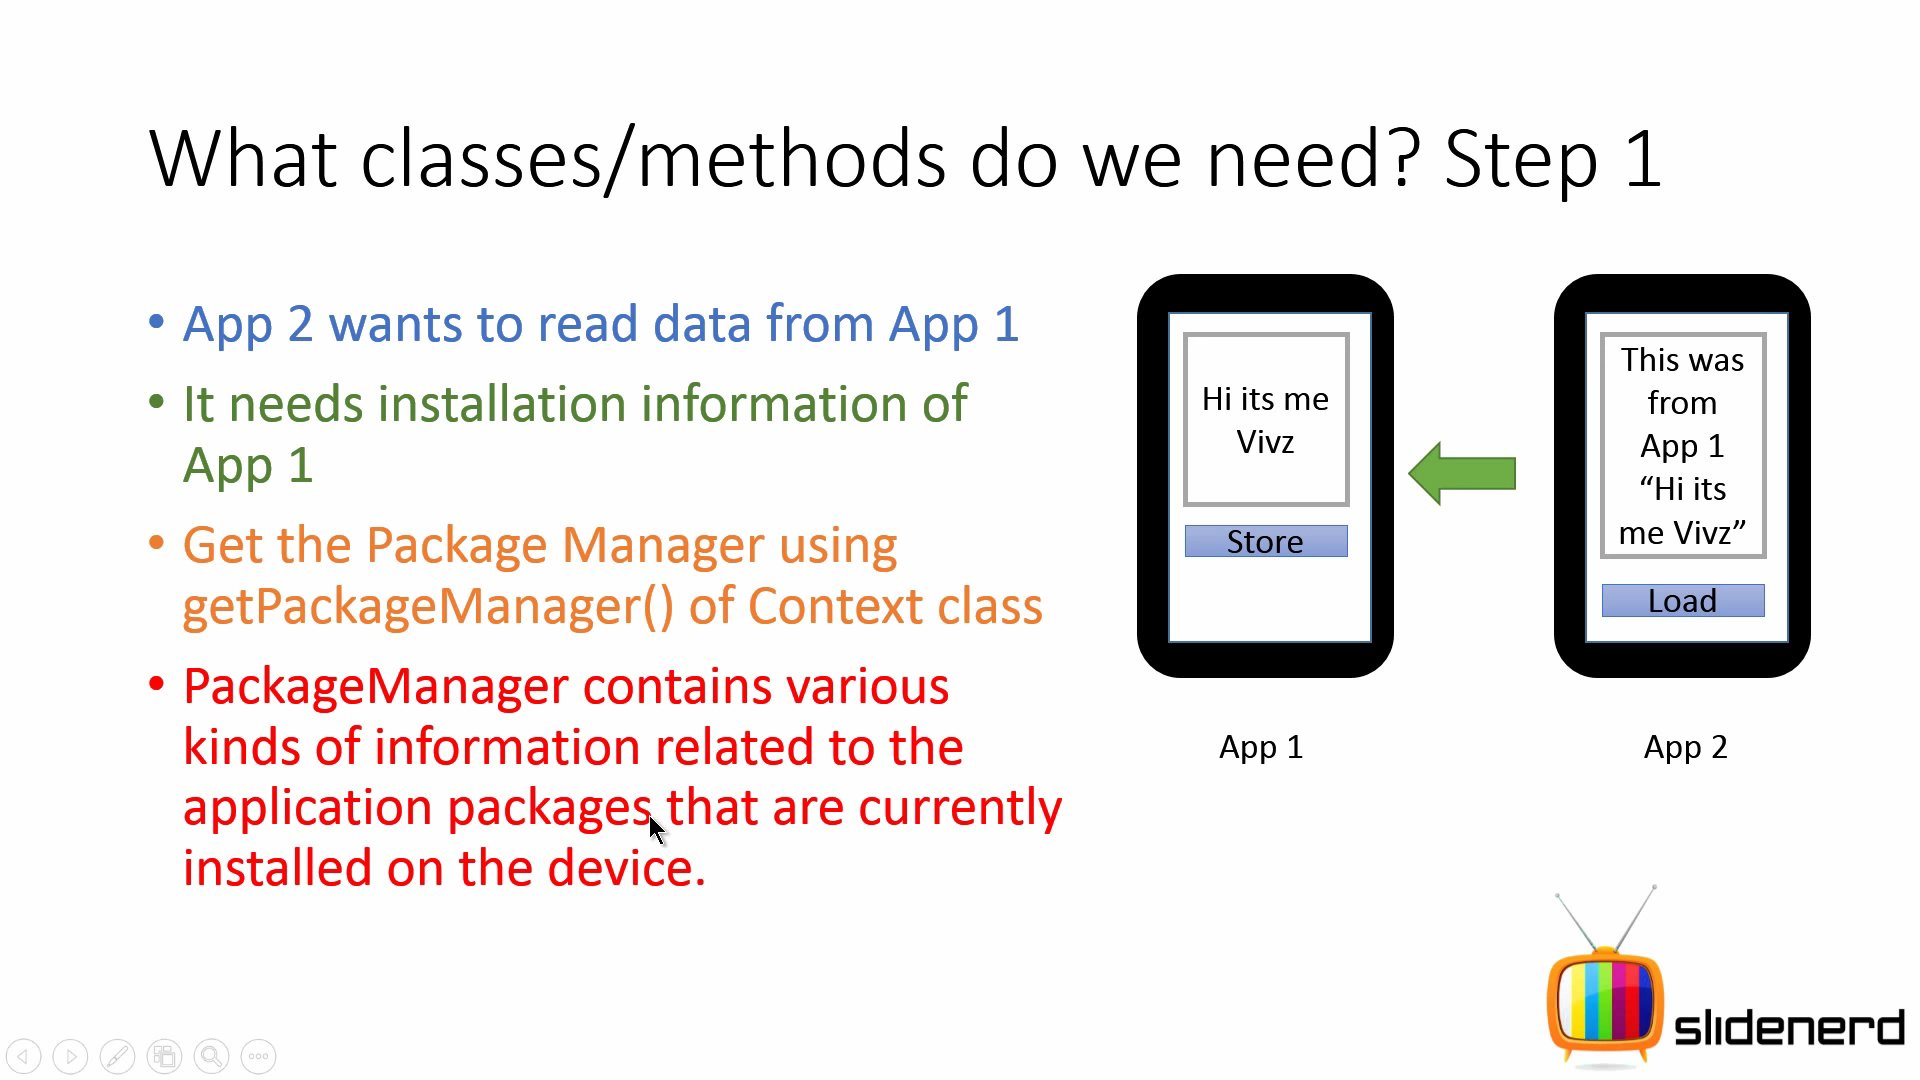 What classes/methods do we need? Step 1
• App 2 wants to read data from App 1
• It needs installation information of
App 1
• Get the Package Manager using
getPackageManager() of Context class
• PackageManager contains various
kinds of information related to the
application packages that are currently
installed on the device.
Hi its me
Vivz
Store
App 1
This was
from
App 1
“Hi its
me Vivz”
Load
App 2
slidenerd